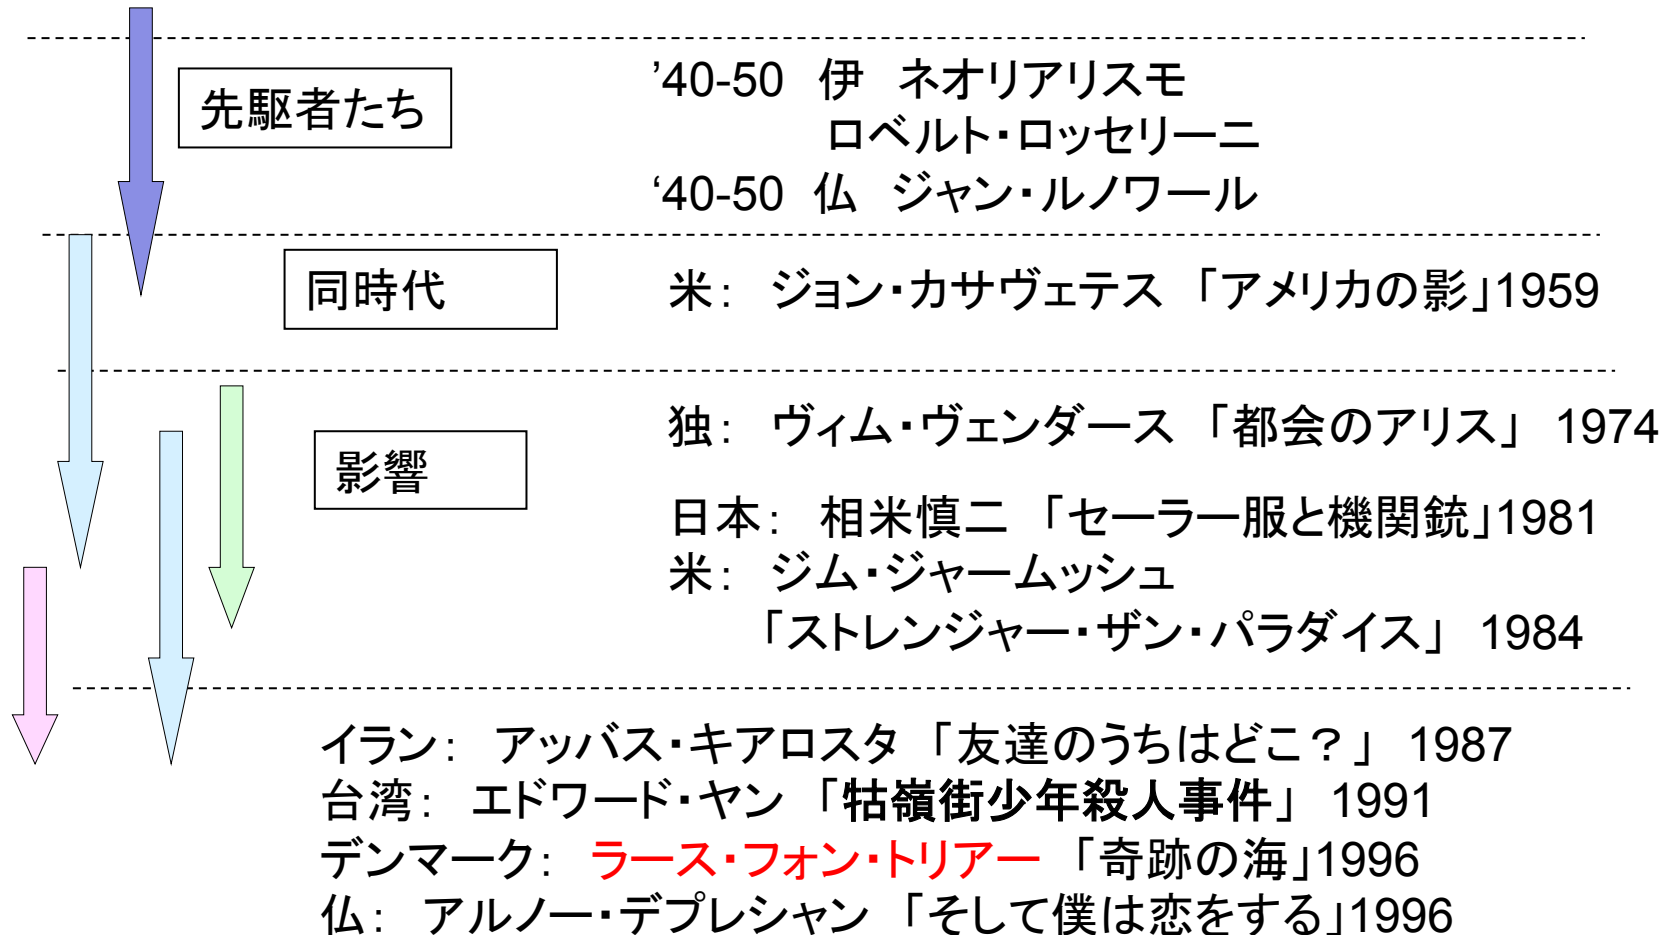 先駆者たち
’40-50 伊 ネオリアリスモ
ロベルト・ロッセリーニ
‘40-50 仏 ジャン・ルノワール
同時代
米： ジョン・カサヴェテス 「アメリカの影」1959
影響
独： ヴィム・ヴェンダース 「都会のアリス」 1974
日本： 相米慎二 「セーラー服と機関銃」1981
米： ジム・ジャームッシュ
「ストレンジャー・ザン・パラダイス」 1984
イラン： アッバス・キアロスタ 「友達のうちはどこ？」 1987
台湾： エドワード・ヤン 「牯嶺街少年殺人事件」 1991
デンマーク： ラース・フォン・トリアー 「奇跡の海」1996
仏： アルノー・デプレシャン 「そして僕は恋をする」1996